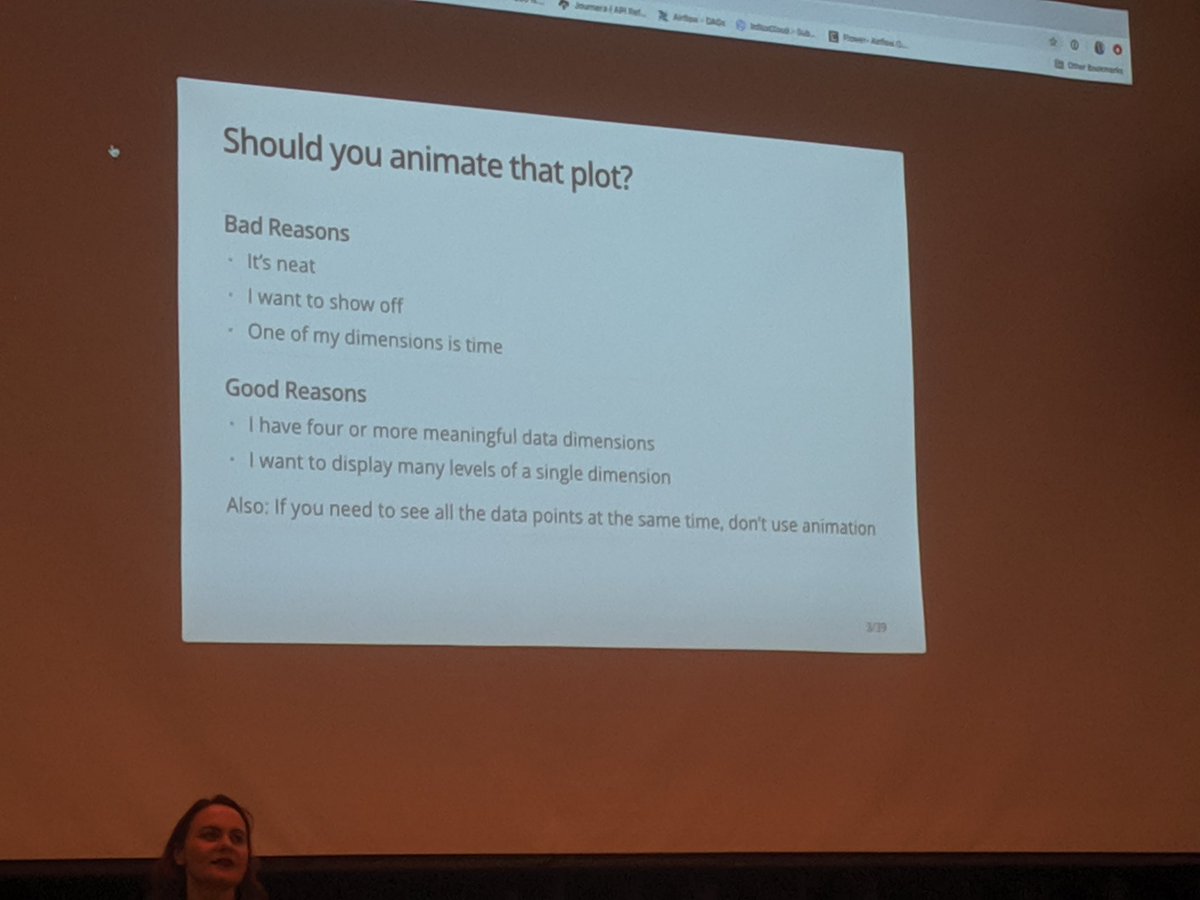 Journera | API Ref...
Airflow - DAGs
Flower - Airflow
Other Bookmarks
Should you animate that plot?
Bad Reasons
• It's neat
• I want to show off
• One of my dimensions is time
Good Reasons
• I have four or more meaningful data dimensions
• I want to display many levels of a single dimension
Also: If you need to see all the data points at the same time, don't use animation
3/39